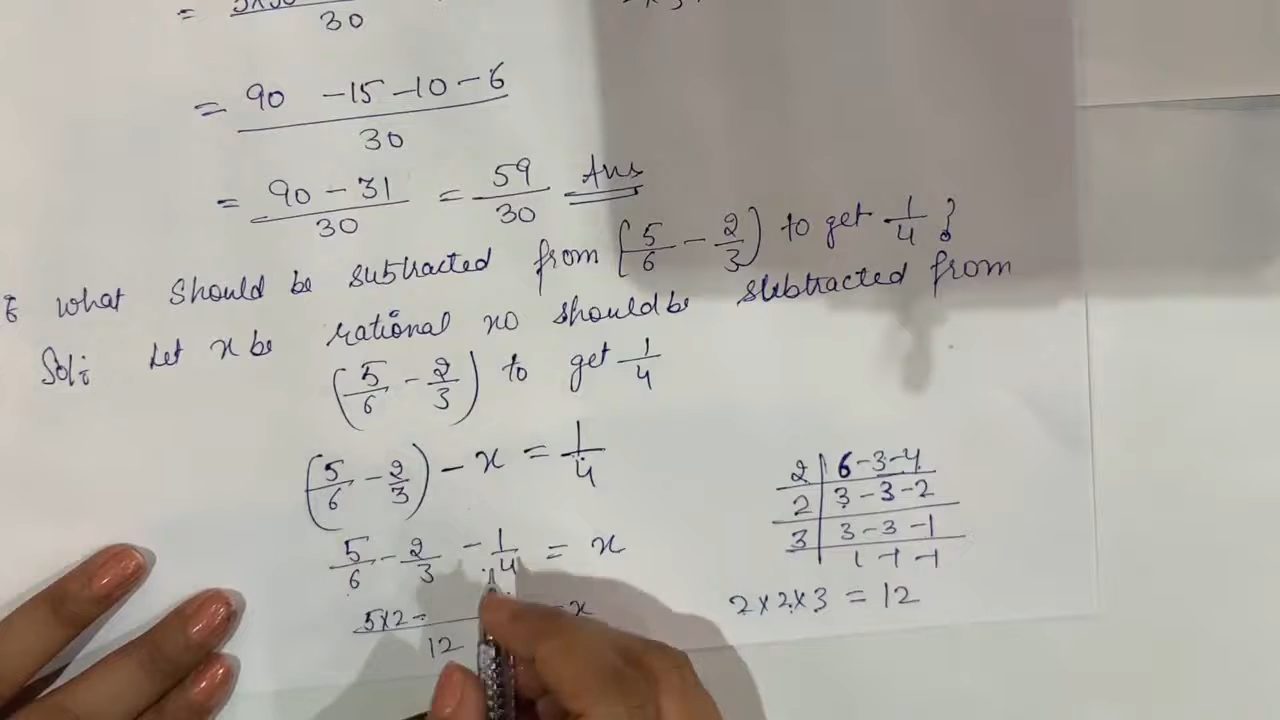 = 30
= 90 -15 -10 -6 / 30
= 90 - 31 / 30 = 59 / 30 Ans
what should be subtracted from (5/6 - 2/3) to get 1/4 ?
Sol: Let x be rational no should be subtracted from
(5/6 - 2/3) to get 1/4
(5/6 - 2/3) - x = 1/4
5/6 - 2/3 - 1/4 = x
5×2 - / 12 = x
2 | 6 - 3 - 4
2 | 3 - 3 - 2
3 | 3 - 3 - 1
1 - 1 - 1
2 × 2 × 3 = 12